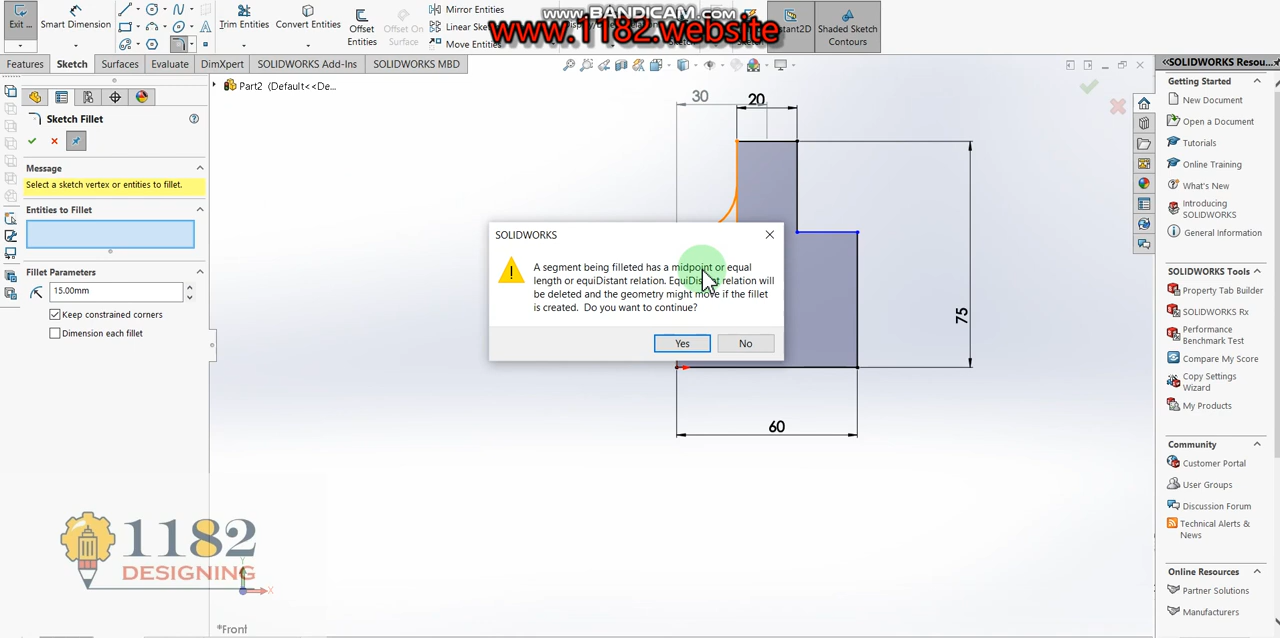 www.BANDICAM.com
www.1182.website
Exit ...
Smart Dimension
Trim Entities
Convert Entities
Offset
Entities
Offset On
Surface
Mirror Entities
Linear Sk
Move Entities
Instant2D
Shaded Sketch
Contours
Features
Sketch
Surfaces
Evaluate
DimXpert
SOLIDWORKS Add-Ins
SOLIDWORKS MBD
Part2 (Default<<De...
Sketch Fillet
Message
Select a sketch vertex or entities to fillet.
Entities to Fillet
Fillet Parameters
15.00mm
Keep constrained corners
Dimension each fillet
30
20
75
60
SOLIDWORKS
A segment being filleted has a midpoint or equal
length or equiDistant relation. EquiDistant relation will
be deleted and the geometry might move if the fillet
is created. Do you want to continue?
Yes
No
SOLIDWORKS Resou...
Getting Started
New Document
Open a Document
Tutorials
Online Training
What's New
Introducing
SOLIDWORKS
General Information
SOLIDWORKS Tools
Property Tab Builder
SOLIDWORKS Rx
Performance
Benchmark Test
Compare My Score
Copy Settings
Wizard
My Products
Community
Customer Portal
User Groups
Discussion Forum
Technical Alerts &
News
Online Resources
Partner Solutions
Manufacturers
1182
DESIGNING
Y
X
*Front